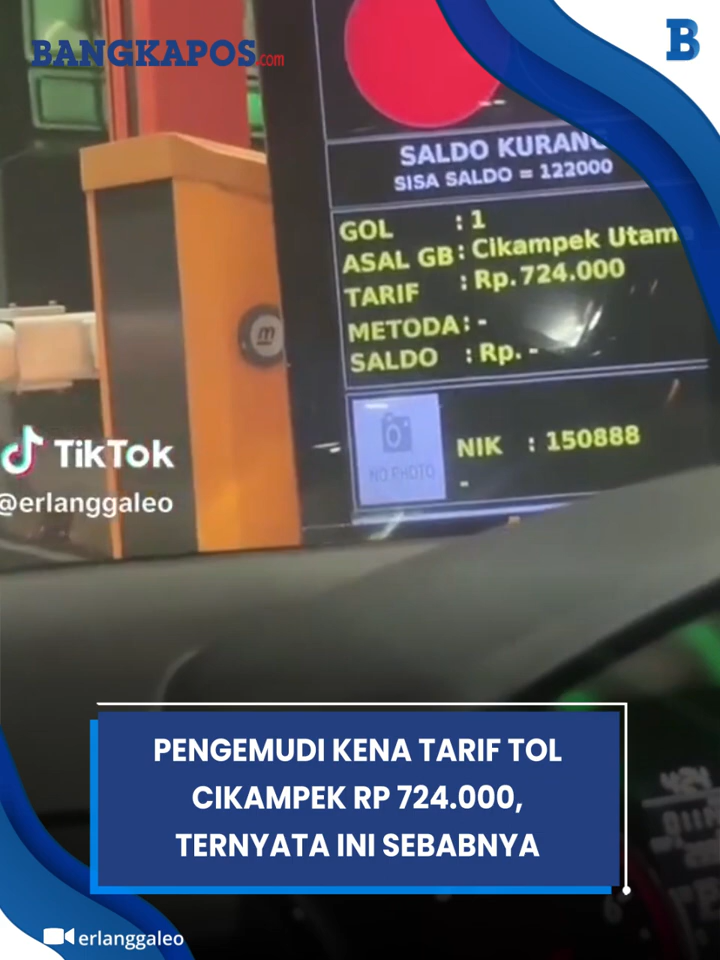 BANGKAPOS.com
B
SALDO KURANG
SISA SALDO = 122000
GOL : 1
ASAL GB : Cikampek Utam
TARIF : Rp.724.000
METODA : -
SALDO : Rp. -
NO PHOTO
NIK : 150888
-
m
TikTok
@erlanggaleo
PENGEMUDI KENA TARIF TOL
CIKAMPEK RP 724.000,
TERNYATA INI SEBABNYA
424
erlanggaleo